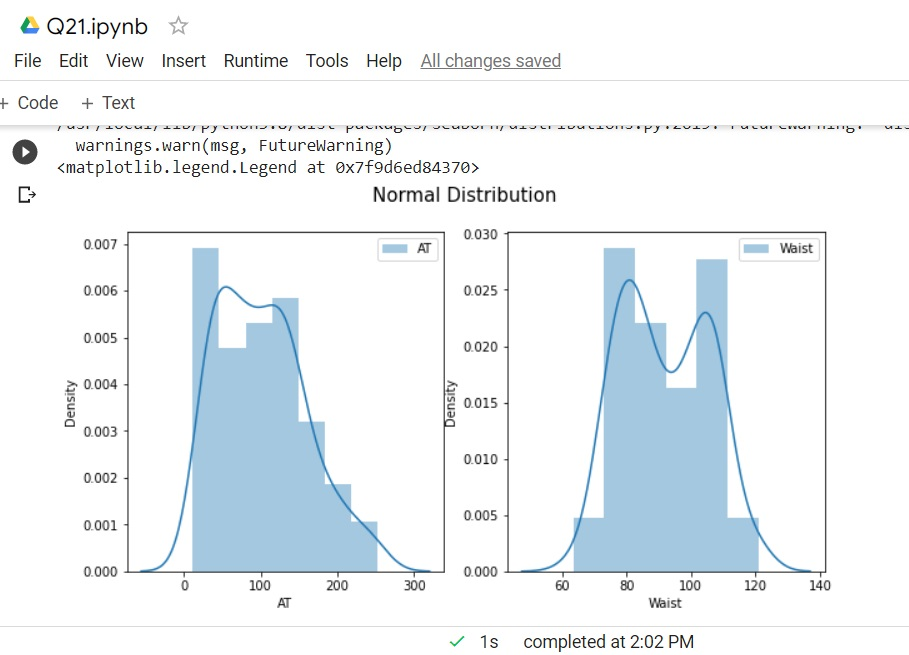 Q21.ipynb
File Edit View Insert Runtime Tools Help All changes saved
+ Code + Text
/usr/local/lib/python3.8/dist-packages/seaborn/distributions.py:2619: FutureWarning:
warnings.warn(msg, FutureWarning)
<matplotlib.legend.Legend at 0x7f9d6ed84370>
Normal Distribution
AT
0.007
0.006
0.005
0.004
0.003
0.002
0.001
0.000
Density
0 100 200 300
AT
Waist
0.030
0.025
0.020
0.015
0.010
0.005
0.000
Density
60 80 100 120 140
Waist
1s completed at 2:02 PM